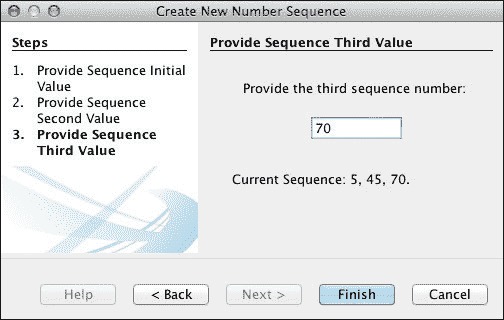 Create New Number Sequence
Steps
1. Provide Sequence Initial
Value
2. Provide Sequence
Second Value
3. Provide Sequence
Third Value
Provide Sequence Third Value
Provide the third sequence number:
70
Current Sequence: 5, 45, 70.
Help
< Back
Next >
Finish
Cancel